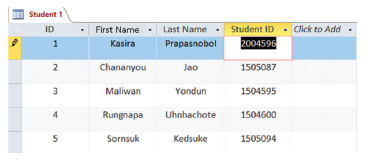 Student 1
ID First Name Last Name Student ID Click to Add
1 Kasira Prapasnobol 2004596
2 Chananyou Jao 1505087
3 Maliwan Yondun 1504595
4 Rungnapa Uhnhachote 1504600
5 Sornsuk Kedsuke 1505094